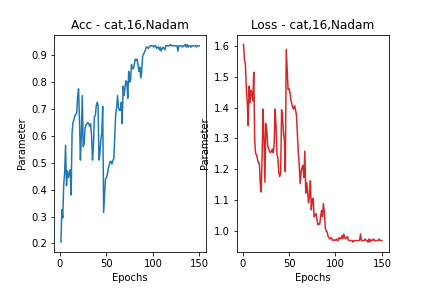 Acc - cat,16,Nadam
Parameter
0.9
0.8
0.7
0.6
0.5
0.4
0.3
0.2
0 50 100 150
Epochs
Loss - cat,16,Nadam
Parameter
1.6
1.5
1.4
1.3
1.2
1.1
1.0
0 50 100 150
Epochs